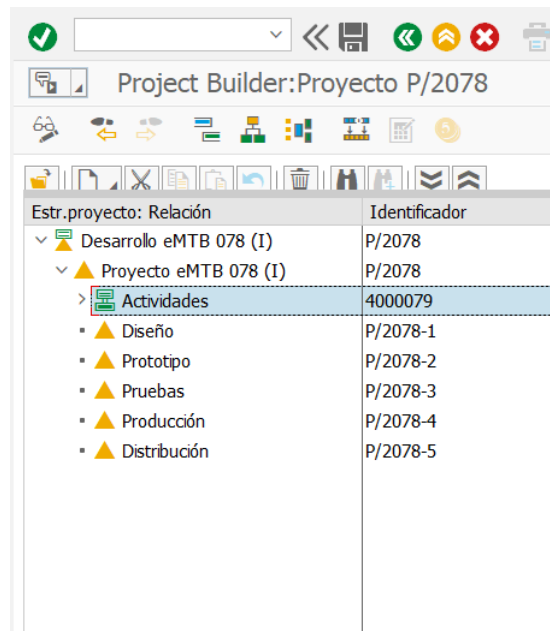 Project Builder:Proyecto P/2078
Estr.proyecto: Relación Identificador
Desarrollo eMTB 078 (I) P/2078
Proyecto eMTB 078 (I) P/2078
Actividades 4000079
Diseño P/2078-1
Prototipo P/2078-2
Pruebas P/2078-3
Producción P/2078-4
Distribución P/2078-5